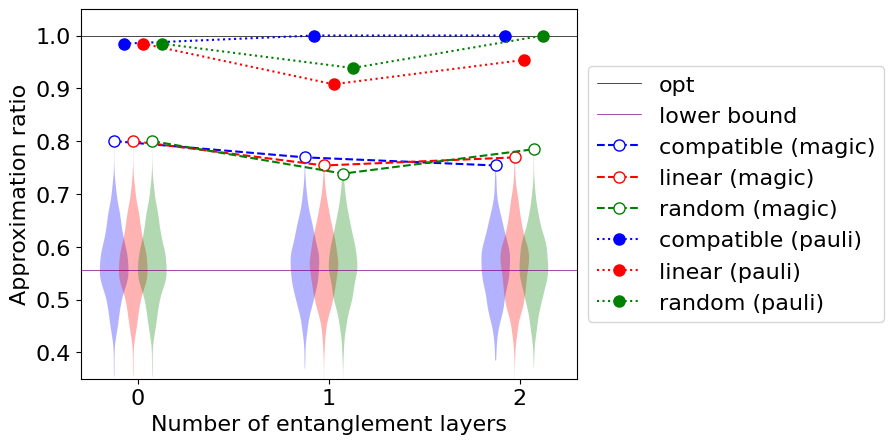 1.0
0.9
0.8
0.7
0.6
0.5
0.4
Approximation ratio
0 1 2
Number of entanglement layers
opt
lower bound
compatible (magic)
linear (magic)
random (magic)
compatible (pauli)
linear (pauli)
random (pauli)